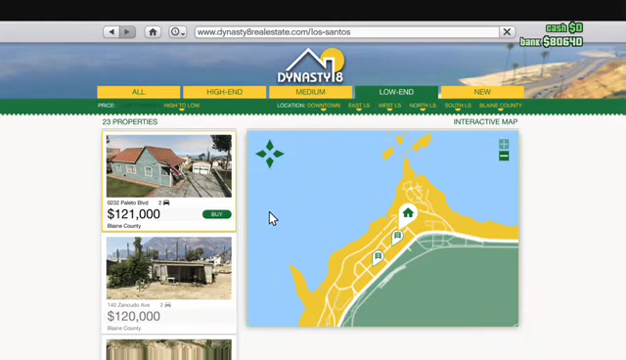 cash $0
bank $80640
www.dynasty8realestate.com/los-santos
DYNASTY8
ALL
HIGH-END
MEDIUM
LOW-END
NEW
PRICE:
HIGH TO LOW
LOCATION:
DOWNTOWN
EAST LS
WEST LS
NORTH LS
SOUTH LS
BLAINE COUNTY
23 PROPERTIES
INTERACTIVE MAP
0232 Paleto Blvd 2
$121,000
BUY
Blaine County
140 Zancudo Ave 2
$120,000
Blaine County